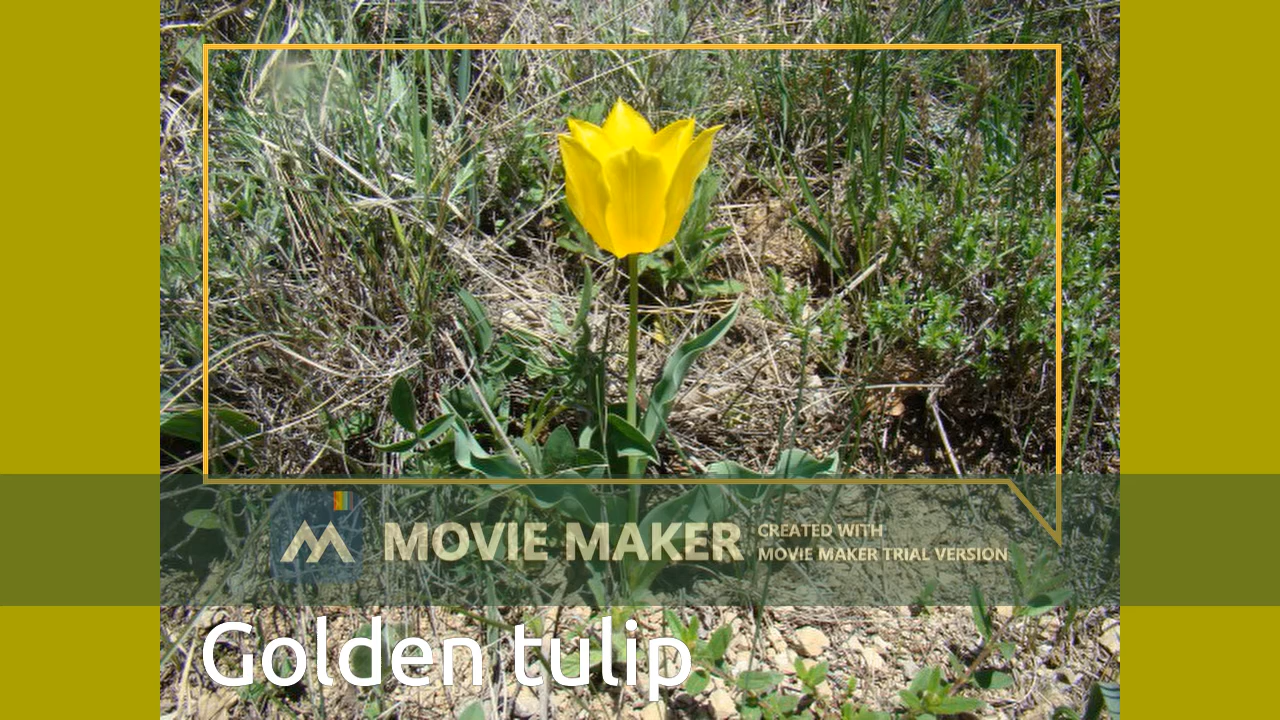 MOVIE MAKER
CREATED WITH
MOVIE MAKER TRIAL VERSION
Golden tulip